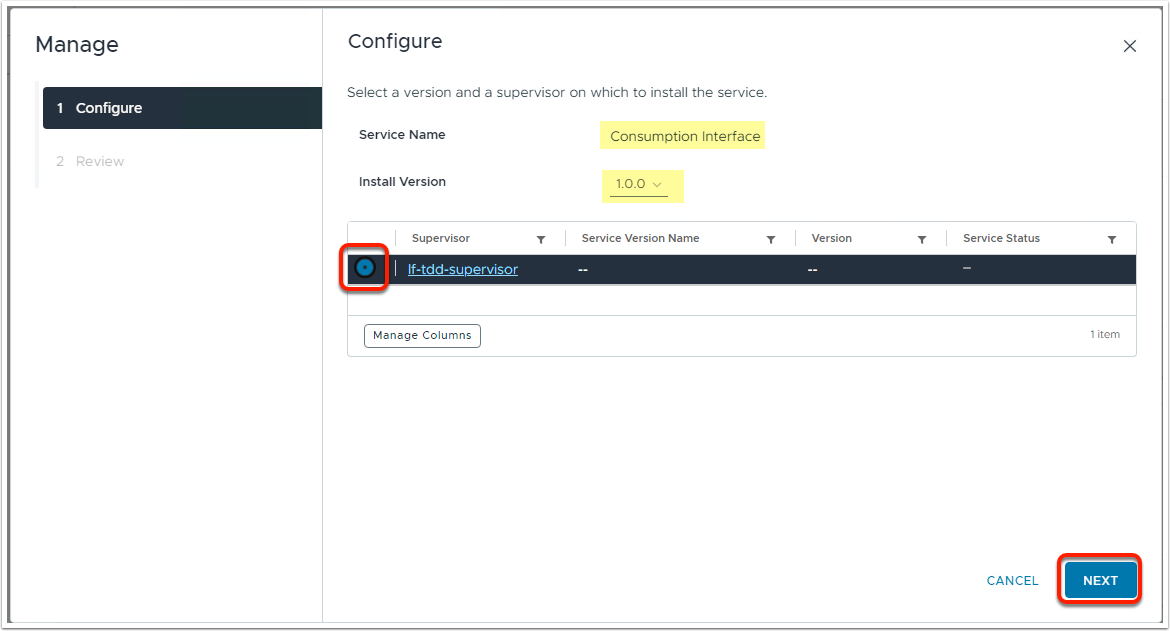 Manage
1 Configure
2 Review
Configure
Select a version and a supervisor on which to install the service.
Service Name Consumption Interface
Install Version 1.0.0
Supervisor Service Version Name Version Service Status
lf-tdd-supervisor -- -- –
Manage Columns 1 item
CANCEL NEXT